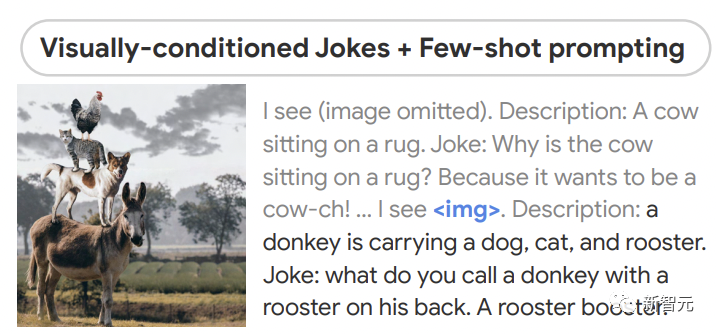 Visually-conditioned Jokes + Few-shot prompting
I see (image omitted). Description: A cow
sitting on a rug. Joke: Why is the cow
sitting on a rug? Because it wants to be a
cow-ch! ... I see <img>. Description: a
donkey is carrying a dog, cat, and rooster.
Joke: what do you call a donkey with a
rooster on his back. A rooster booster.
新智元